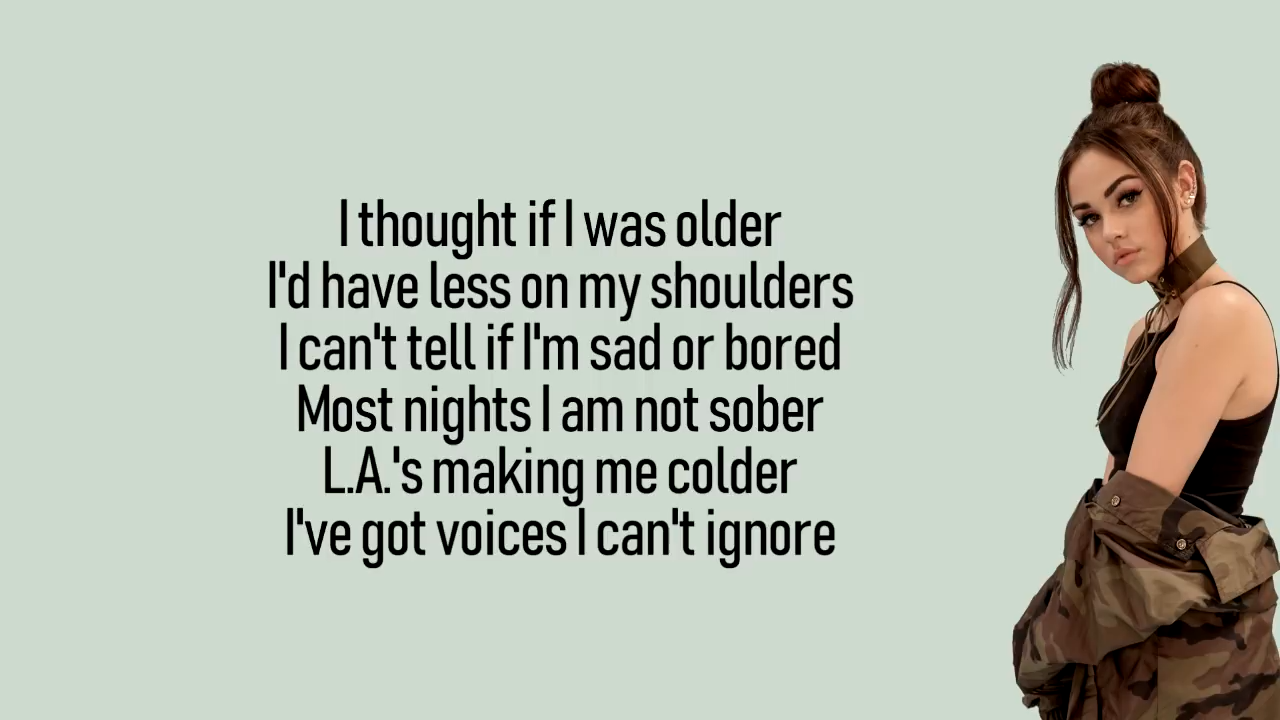 I thought if I was older
I'd have less on my shoulders
I can't tell if I'm sad or bored
Most nights I am not sober
L.A.'s making me colder
I've got voices I can't ignore